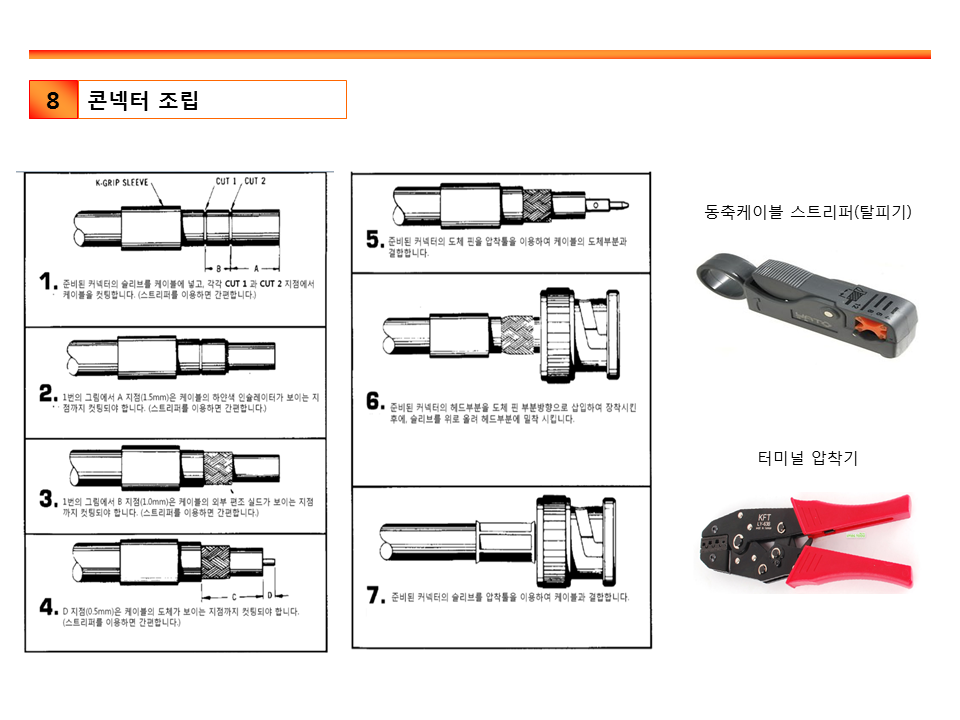 8 콘넥터 조립
K-GRIP SLEEVE CUT 1 CUT 2
B A
1. 준비된 커넥터의 슬리브를 케이블에 넣고, 각각 CUT 1 과 CUT 2 지점에서
케이블을 컷팅합니다. (스트리퍼를 이용하면 간편합니다.)
2. 1번의 그림에서 A 지점(1.5mm)은 케이블의 하얀색 인슐레이터가 보이는 지
점까지 컷팅되야 합니다. (스트리퍼를 이용하면 간편합니다.)
3. 1번의 그림에서 B 지점(1.0mm)은 케이블의 외부 편조 실드가 보이는 지점
까지 컷팅되야 합니다. (스트리퍼를 이용하면 간편합니다.)
C D
4. D 지점(0.5mm)은 케이블의 도체가 보이는 지점까지 컷팅되야 합니다.
(스트리퍼를 이용하면 간편합니다.)
5. 준비된 커넥터의 도체 핀을 압착툴을 이용하여 케이블의 도체부분과
결합합니다.
6. 준비된 커넥터의 헤드부분을 도체 핀 부분방향으로 삽입하여 장착시킨
후에, 슬리브를 위로 올려 헤드부분에 밀착 시킵니다.
7. 준비된 커넥터의 슬리브를 압착툴을 이용하여 케이블과 결합합니다.
동축케이블 스트리퍼(탈피기)
터미널 압착기
KFT
LY-03B